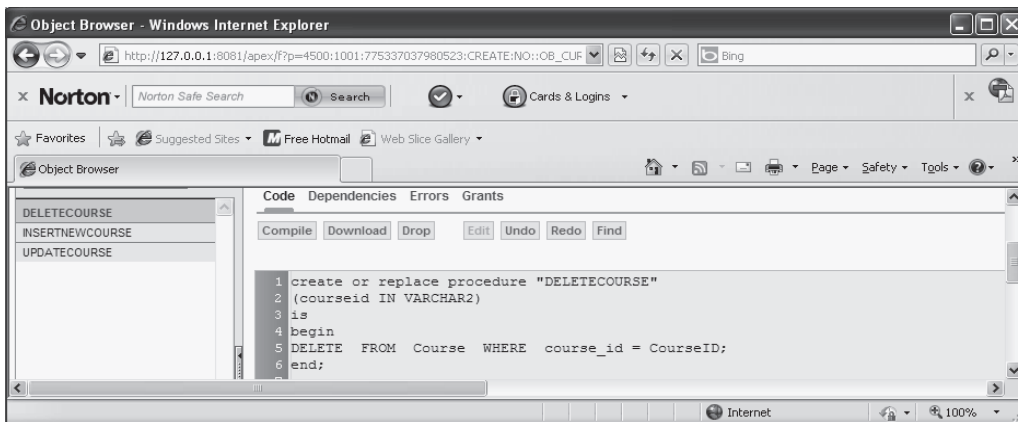 Object Browser - Windows Internet Explorer
http://127.0.0.1:8081/apex/f?p=4500:1001:775337037980523:CREATE:NO::OB_CUR
Bing
x Norton Norton Safe Search Search Cards & Logins x
Favorites Suggested Sites Free Hotmail Web Slice Gallery
Object Browser Page Safety Tools »
Code Dependencies Errors Grants
DELETECOURSE
INSERTNEWCOURSE
UPDATECOURSE
Compile Download Drop Edit Undo Redo Find
1 create or replace procedure "DELETECOURSE"
2 (courseid IN VARCHAR2)
3 is
4 begin
5 DELETE FROM Course WHERE course_id = CourseID;
6 end;
Internet 100%